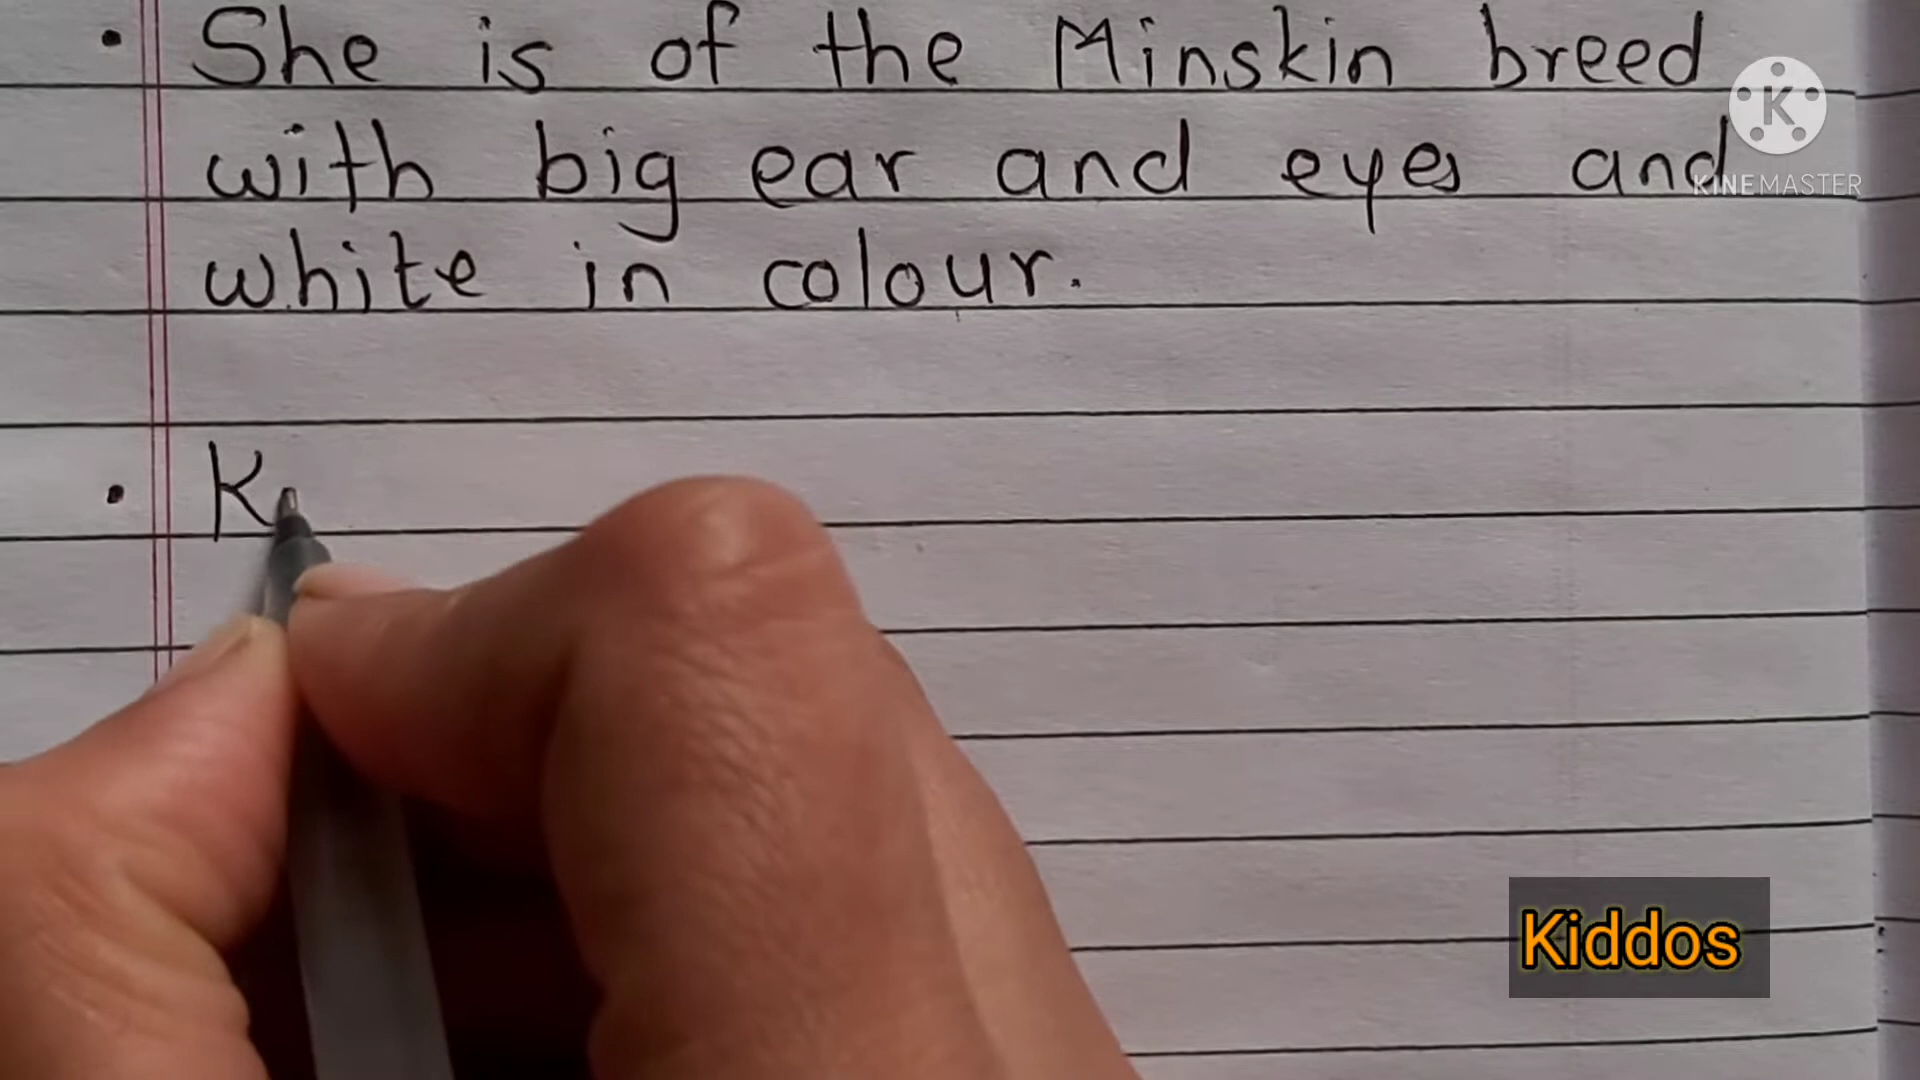 • She is of the Minskin breed
with big ear and eyes and
white in colour.
• K
K
KINEMASTER
Kiddos